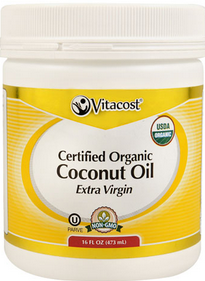 Vitacost®
USDA
ORGANIC
Certified Organic
Coconut Oil
Extra Virgin
U
PARVE
NON-GMO
16 FL OZ (473 mL)